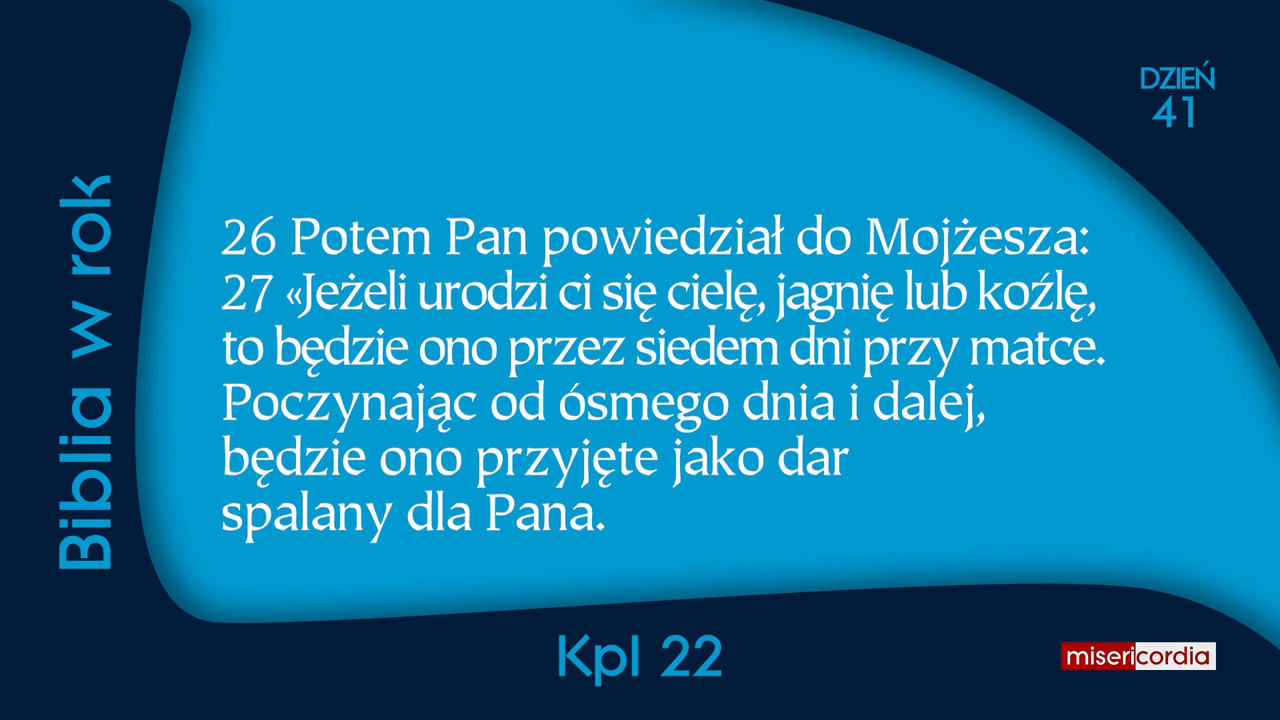 DZIEŃ
41
Biblia w rok
26 Potem Pan powiedział do Mojżesza:
27 «Jeżeli urodzi ci się cielę, jagnię lub koźlę,
to będzie ono przez siedem dni przy matce.
Poczynając od ósmego dnia i dalej,
będzie ono przyjęte jako dar
spalany dla Pana.
Kpl 22
misericordia